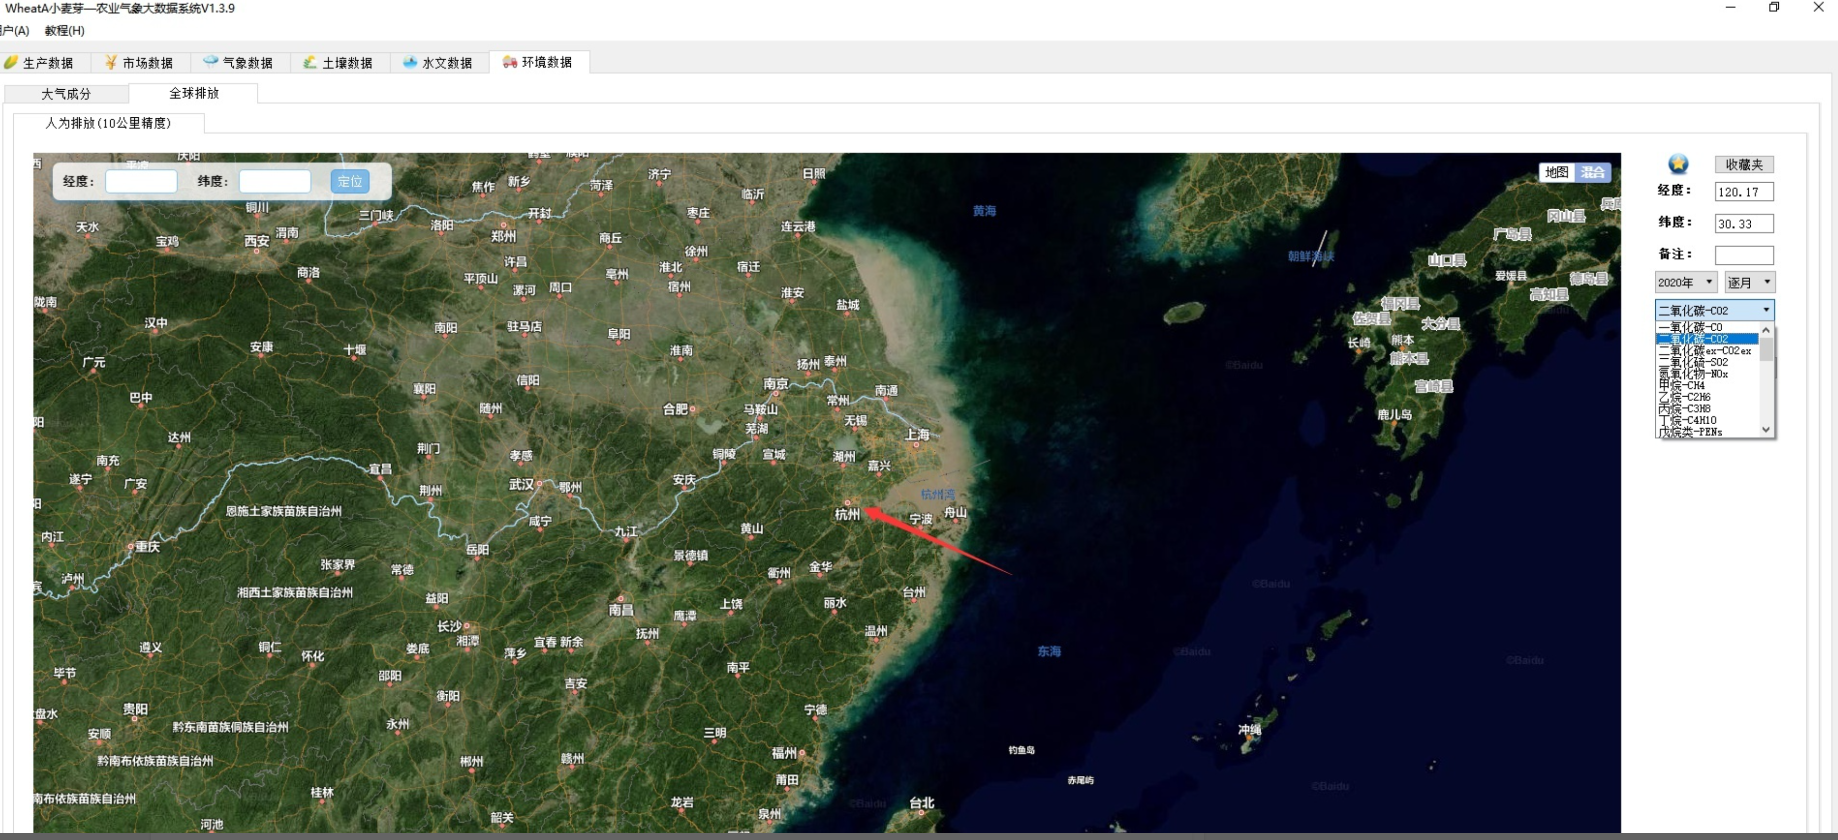 WheatA小麦芽—农业气象大数据系统V1.3.9
户(A) 教程(H)
生产数据 市场数据 气象数据 土壤数据 水文数据 环境数据
大气成分 全球排放
人为排放(10公里精度)
经度： 纬度： 定位
地图 混合
收藏夹
经度： 120.17
纬度： 30.33
备注：
2020年 逐月
二氧化碳-CO2
一氧化碳-CO
二氧化碳-CO2
二氧化碳ex-CO2ex
二氧化硫-SO2
氮氧化物-NOx
甲烷-CH4
乙烷-C2H6
丙烷-C3H8
丁烷-C4H10
戊烷类-PENs
庆阳 鹤壁 濮阳
焦作 新乡 菏泽 济宁 日照
临沂
铜川 三门峡 开封 枣庄
天水 渭南 洛阳 连云港 黄海
宝鸡 西安 郑州 商丘
徐州 朝鲜海峡
许昌 淮北 宿迁
商洛 平顶山 亳州
漯河 周口 宿州 淮安
陇南 盐城
汉中 南阳 驻马店 阜阳
安康 十堰 淮南
广元 扬州 泰州
信阳 南京 南通
巴中 襄阳 常州
随州 合肥 马鞍山
无锡
芜湖
达州 上海
荆门 孝感 铜陵 宣城 湖州
南充 宜昌 嘉兴
遂宁 广安 武汉 鄂州 安庆
荆州 杭州湾
恩施土家族苗族自治州 咸宁 杭州 宁波 舟山
内江 九江 黄山
重庆 岳阳 景德镇
张家界 常德 衢州 金华
泸州
湘西土家族苗族自治州 益阳 南昌 上饶 丽水 台州
鹰潭
长沙 湘潭 抚州 温州
遵义 铜仁 怀化 娄底 萍乡 宜春 新余 东海
毕节 邵阳 吉安 南平
衡阳
盘水 贵阳 宁德
黔东南苗族侗族自治州 永州
安顺 三明
黔南布依族苗族自治州 郴州 赣州 福州 钓鱼岛
莆田 赤尾屿
南布依族苗族自治州 桂林 龙岩 台北
河池 韶关 泉州
冈山县
广岛县
山口县 爱媛县 德岛县
高知县
福冈县
佐贺县 大分县
长崎 熊本
熊本县
宫崎县
鹿儿岛
冲绳
©Baidu
©Baidu
©Baidu
©Baidu
©Baidu
©Baidu